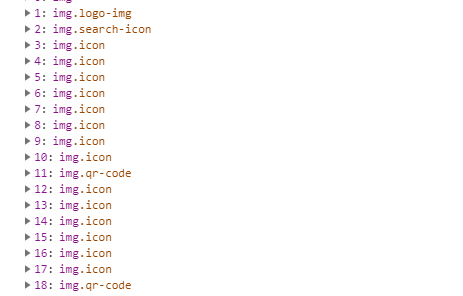 1: img.logo-img
2: img.search-icon
3: img.icon
4: img.icon
5: img.icon
6: img.icon
7: img.icon
8: img.icon
9: img.icon
10: img.icon
11: img.qr-code
12: img.icon
13: img.icon
14: img.icon
15: img.icon
16: img.icon
17: img.icon
18: img.qr-code